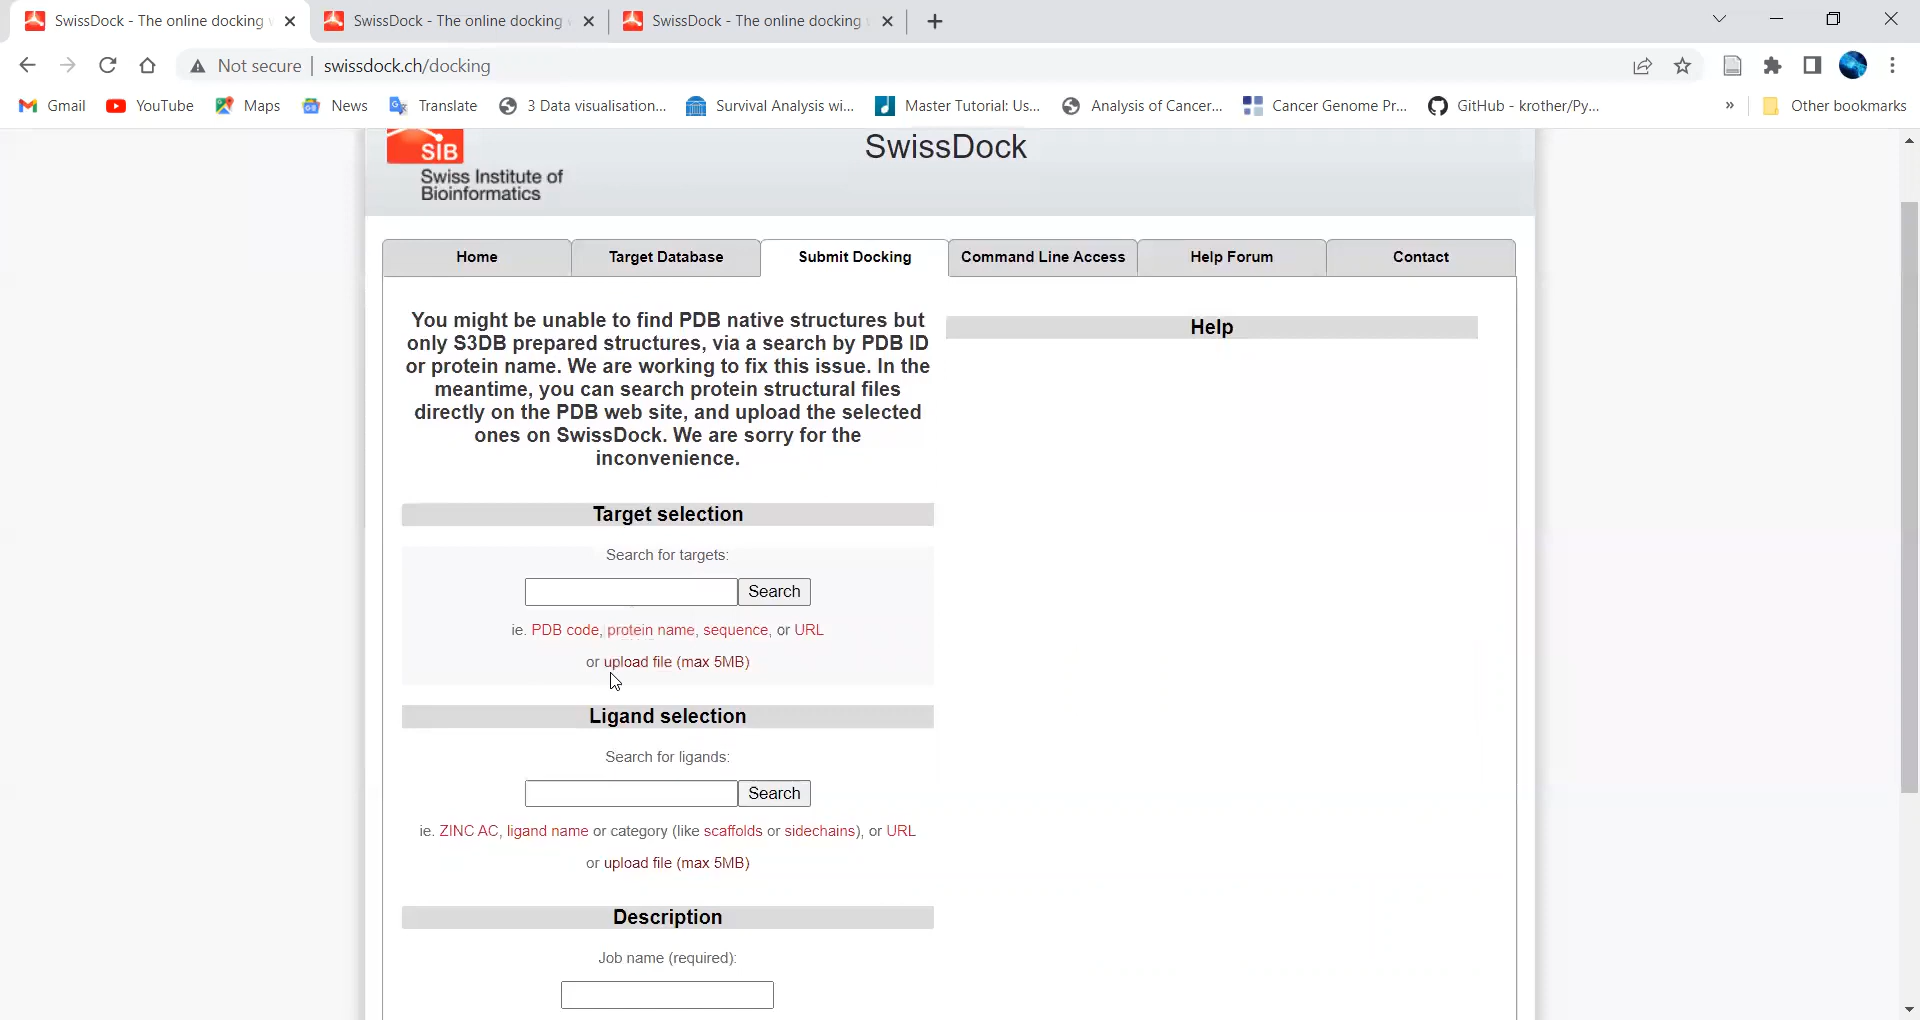 SwissDock - The online docking
SwissDock - The online docking
SwissDock - The online docking
Not secure | swissdock.ch/docking
Gmail
YouTube
Maps
News
Translate
3 Data visualisation...
Survival Analysis wi...
Master Tutorial: Us...
Analysis of Cancer...
Cancer Genome Pr...
GitHub - krother/Py...
»
Other bookmarks
SIB
Swiss Institute of
Bioinformatics
SwissDock
Home
Target Database
Submit Docking
Command Line Access
Help Forum
Contact
You might be unable to find PDB native structures but
only S3DB prepared structures, via a search by PDB ID
or protein name. We are working to fix this issue. In the
meantime, you can search protein structural files
directly on the PDB web site, and upload the selected
ones on SwissDock. We are sorry for the
inconvenience.
Help
Target selection
Search for targets:
Search
ie. PDB code, protein name, sequence, or URL
or upload file (max 5MB)
Ligand selection
Search for ligands:
Search
ie. ZINC AC, ligand name or category (like scaffolds or sidechains), or URL
or upload file (max 5MB)
Description
Job name (required):